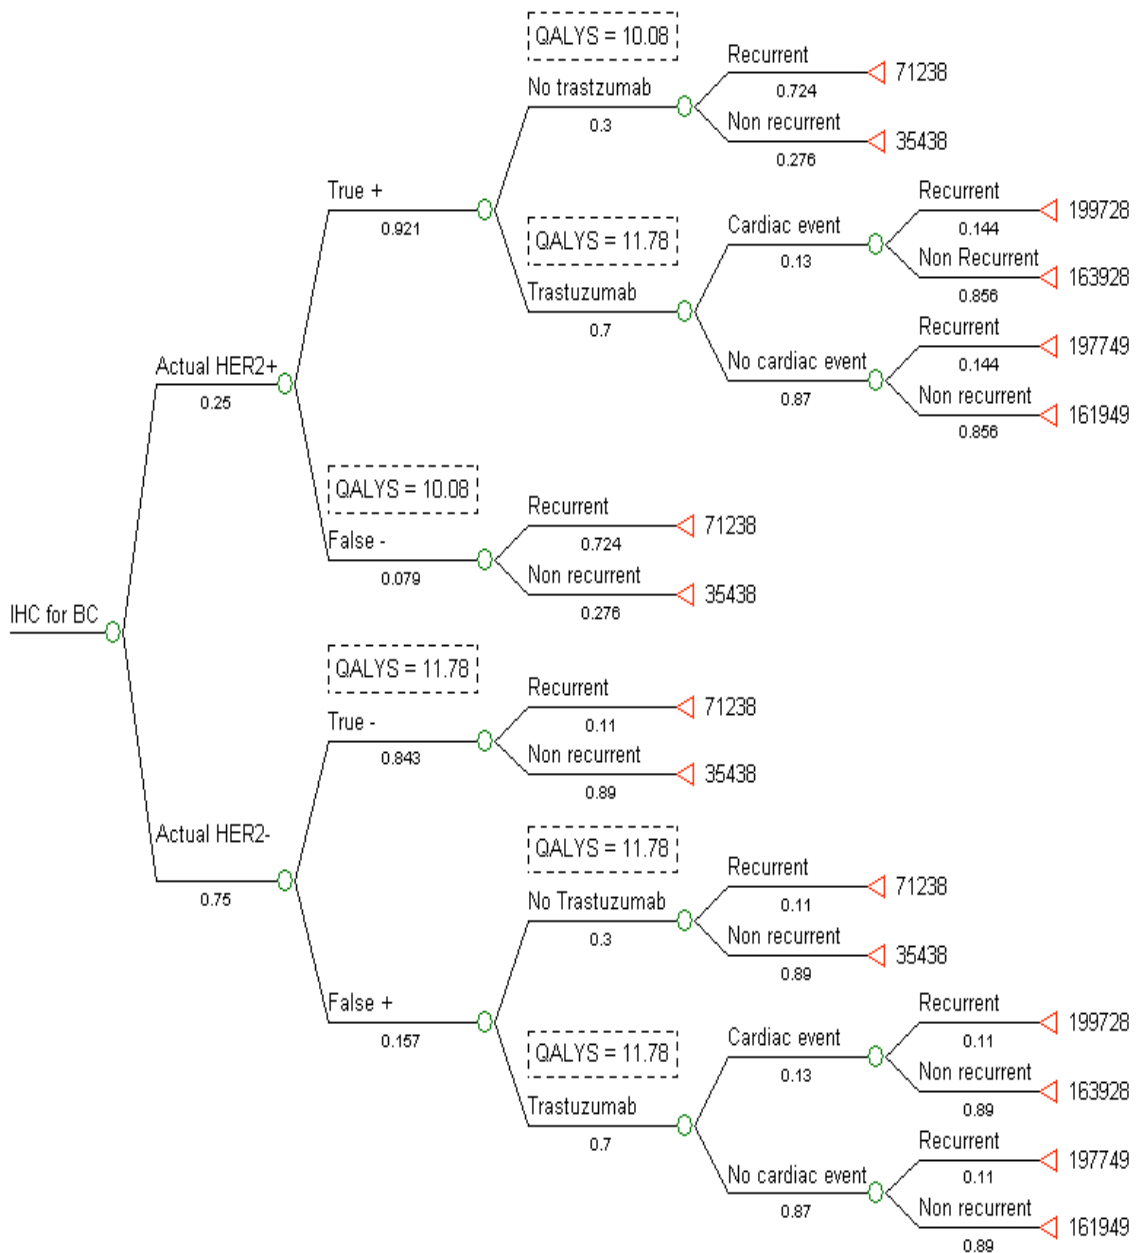 QALYS = 10.08
No trastzumab
0.3
Recurrent
0.724
71238
Non recurrent
0.276
35438
True +
0.921
QALYS = 11.78
Trastuzumab
0.7
Cardiac event
0.13
Recurrent
0.144
199728
Non Recurrent
0.856
163928
No cardiac event
0.87
Recurrent
0.144
197749
Non recurrent
0.856
161949
Actual HER2+
0.25
QALYS = 10.08
False -
0.079
Recurrent
0.724
71238
Non recurrent
0.276
35438
IHC for BC
QALYS = 11.78
True -
0.843
Recurrent
0.11
71238
Non recurrent
0.89
35438
Actual HER2-
0.75
QALYS = 11.78
No Trastuzumab
0.3
Recurrent
0.11
71238
Non recurrent
0.89
35438
False +
0.157
QALYS = 11.78
Trastuzumab
0.7
Cardiac event
0.13
Recurrent
0.11
199728
Non recurrent
0.89
163928
No cardiac event
0.87
Recurrent
0.11
197749
Non recurrent
0.89
161949